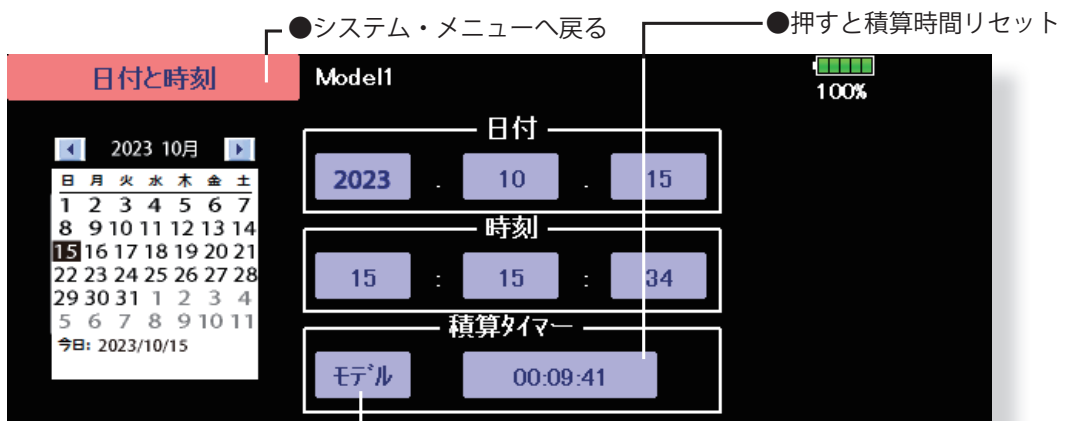 ●システム・メニューへ戻る
●押すと積算時間リセット
日付と時刻
Model1
100%
2023 10月
日 月 火 水 木 金 土
1 2 3 4 5 6 7
8 9 10 11 12 13 14
15 16 17 18 19 20 21
22 23 24 25 26 27 28
29 30 31 1 2 3 4
5 6 7 8 9 10 11
今日: 2023/10/15
日付
2023 . 10 . 15
時刻
15 : 15 : 34
積算タイマー
モデル 00:09:41